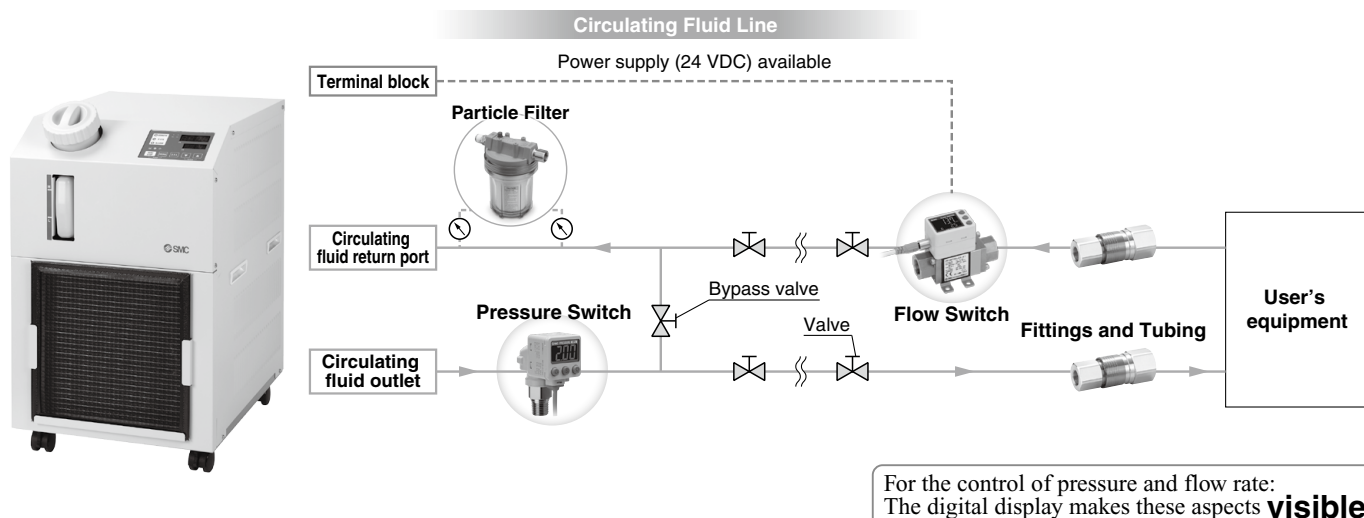 Circulating Fluid Line
Power supply (24 VDC) available
Terminal block
Particle Filter
Circulating
fluid return port
SMC
Bypass valve
Pressure Switch
Valve
Flow Switch
Fittings and Tubing
User's
equipment
Circulating
fluid outlet
200
For the control of pressure and flow rate:
The digital display makes these aspects visible